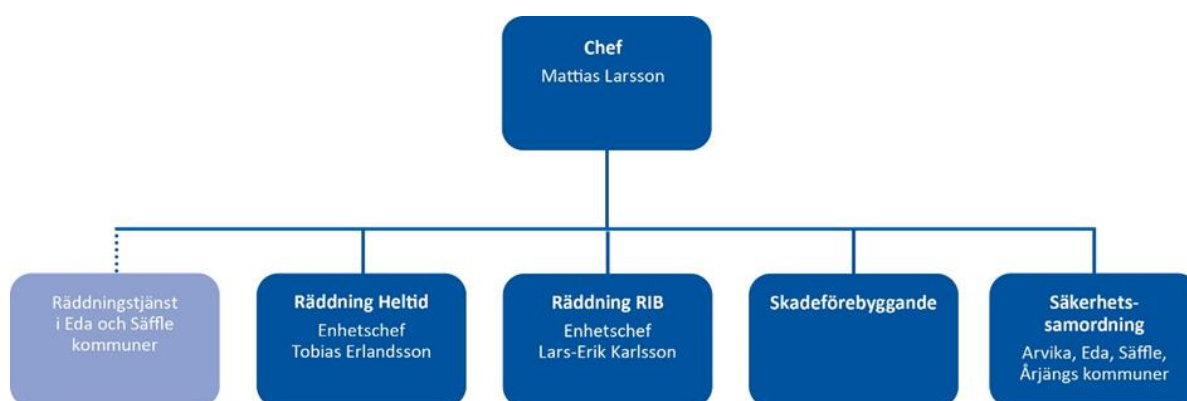 Chef
Mattias Larsson
Räddningstjänst
i Eda och Säffle
kommuner
Räddning Heltid
Enhetschef
Tobias Erlandsson
Räddning RIB
Enhetschef
Lars-Erik Karlsson
Skadeförebyggande
Säkerhets-
samordning
Arvika, Eda, Säffle,
Årjängs kommuner